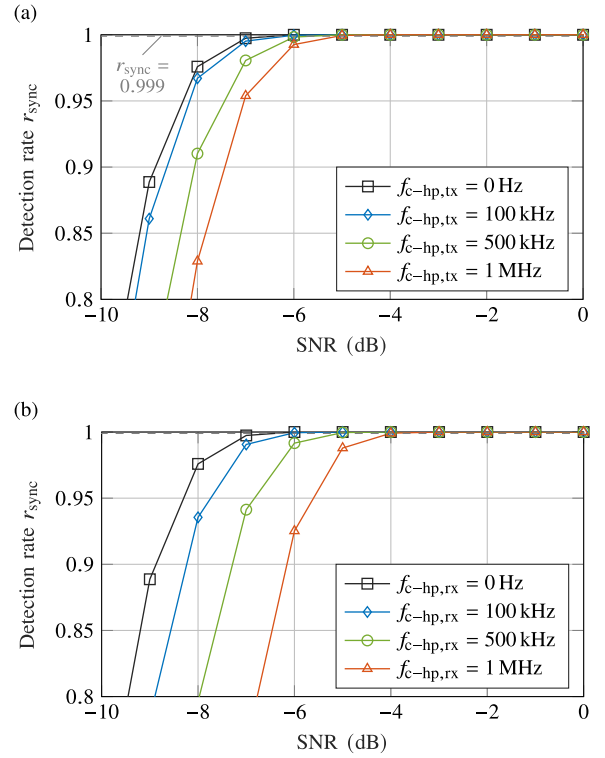 (a)
1
0.95
0.9
0.85
0.8
Detection rate r_sync
r_sync =
0.999
f_c−hp,tx = 0 Hz
f_c−hp,tx = 100 kHz
f_c−hp,tx = 500 kHz
f_c−hp,tx = 1 MHz
−10 −8 −6 −4 −2 0
SNR (dB)
(b)
1
0.95
0.9
0.85
0.8
Detection rate r_sync
f_c−hp,rx = 0 Hz
f_c−hp,rx = 100 kHz
f_c−hp,rx = 500 kHz
f_c−hp,rx = 1 MHz
−10 −8 −6 −4 −2 0
SNR (dB)